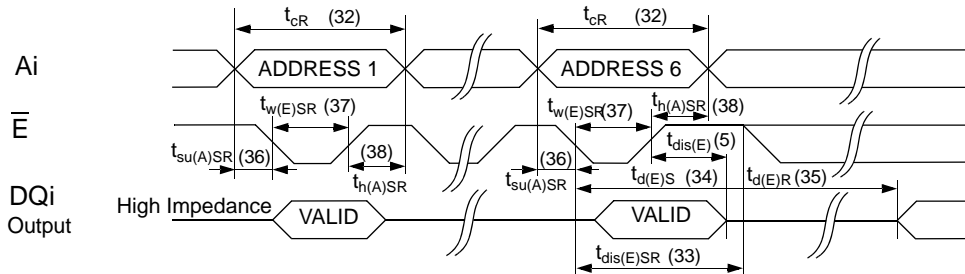 tcR (32) tcR (32)
Ai ADDRESS 1 ADDRESS 6
tw(E)SR (37) tw(E)SR (37) th(A)SR (38)
E
tsu(A)SR (36) (38) th(A)SR tsu(A)SR (36) tdis(E) (5)
td(E)S (34) td(E)R (35)
DQi
Output
High Impedance VALID VALID
tdis(E)SR (33)